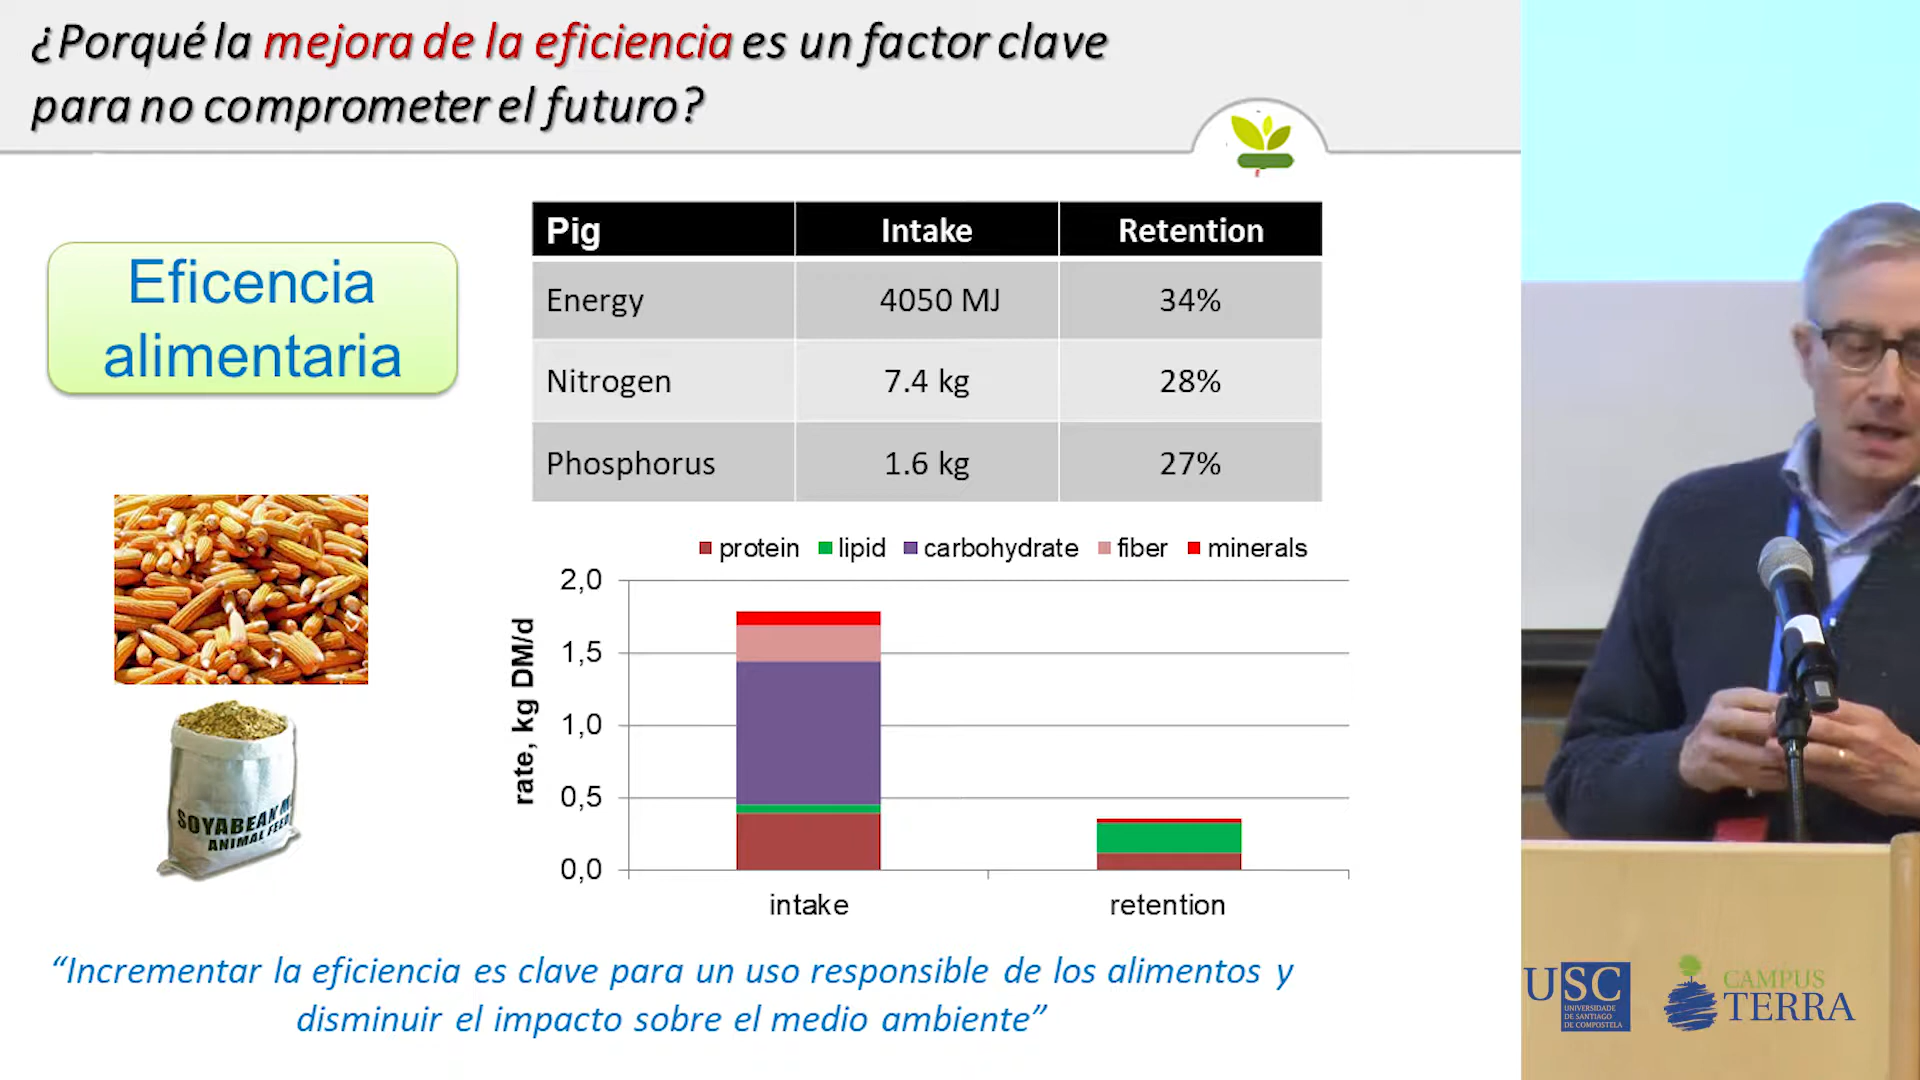 ¿Porqué la mejora de la eficiencia es un factor clave
para no comprometer el futuro?
Eficencia
alimentaria
Pig Intake Retention
Energy 4050 MJ 34%
Nitrogen 7.4 kg 28%
Phosphorus 1.6 kg 27%
protein lipid carbohydrate fiber minerals
rate, kg DM/d
2,0
1,5
1,0
0,5
0,0
intake retention
SOYABEAK
ANIMAL FEED
“Incrementar la eficiencia es clave para un uso responsible de los alimentos y
disminuir el impacto sobre el medio ambiente”
USC
UNIVERSIDADE
DE SANTIAGO
DE COMPOSTELA
CAMPUS
TERRA